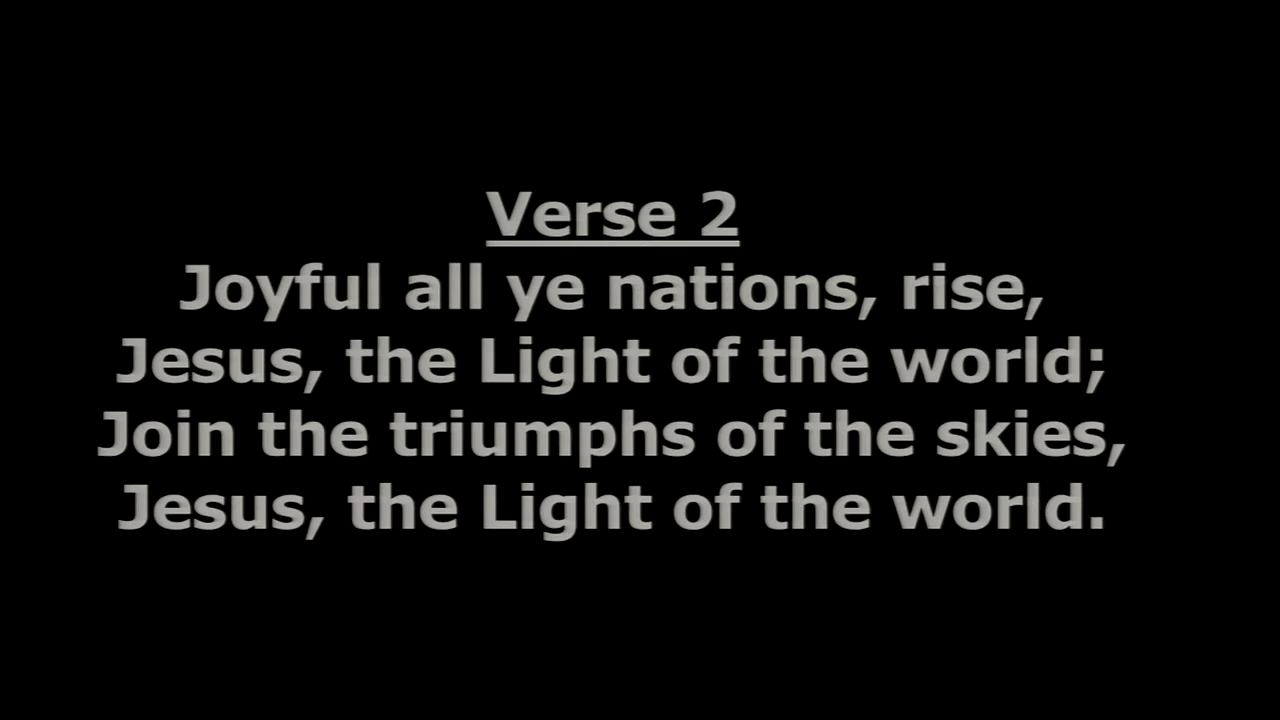 Verse 2
Joyful all ye nations, rise,
Jesus, the Light of the world;
Join the triumphs of the skies,
Jesus, the Light of the world.